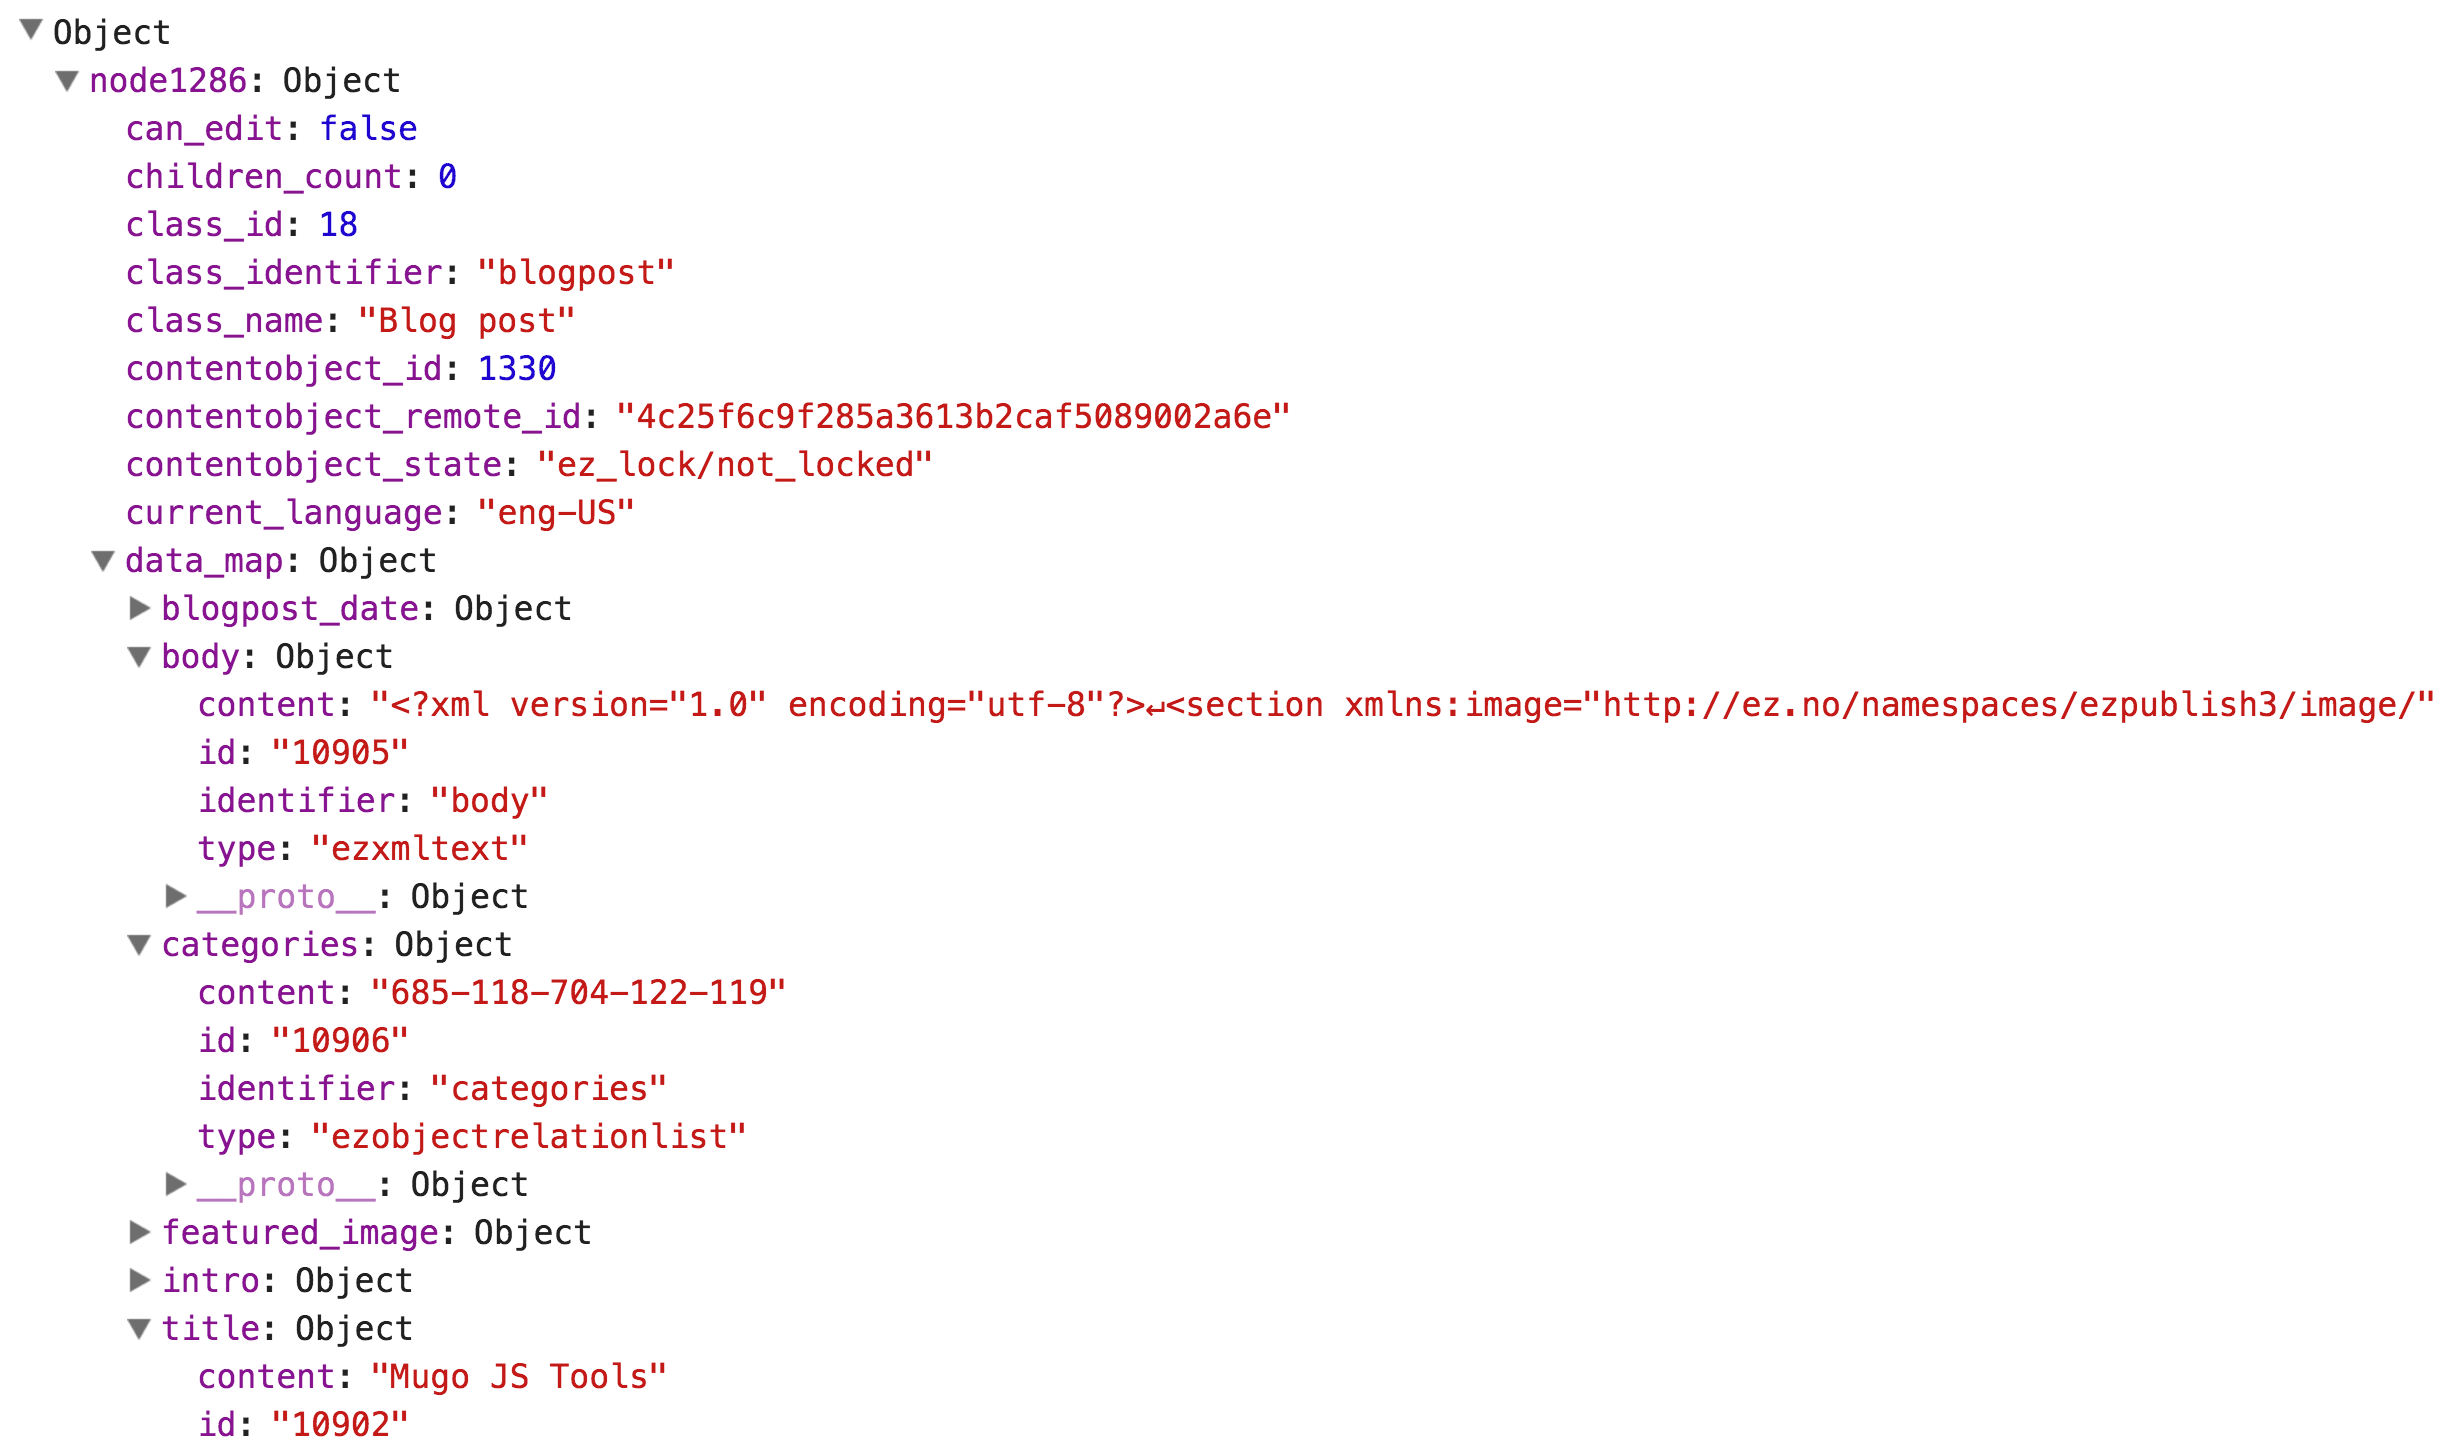 Object
node1286: Object
can_edit: false
children_count: 0
class_id: 18
class_identifier: "blogpost"
class_name: "Blog post"
contentobject_id: 1330
contentobject_remote_id: "4c25f6c9f285a3613b2caf5089002a6e"
contentobject_state: "ez_lock/not_locked"
current_language: "eng-US"
data_map: Object
blogpost_date: Object
body: Object
content: "<?xml version="1.0" encoding="utf-8"?>↵<section xmlns:image="http://ez.no/namespaces/ezpublish3/image/"
id: "10905"
identifier: "body"
type: "ezxmltext"
__proto__: Object
categories: Object
content: "685-118-704-122-119"
id: "10906"
identifier: "categories"
type: "ezobjectrelationlist"
__proto__: Object
featured_image: Object
intro: Object
title: Object
content: "Mugo JS Tools"
id: "10902"